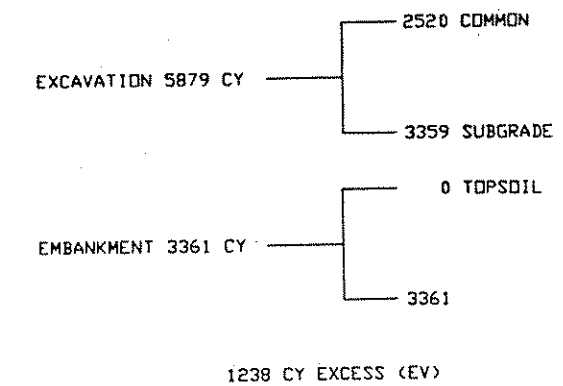 2520 COMMON
EXCAVATION 5879 CY
3359 SUBGRADE
0 TOPSOIL
EMBANKMENT 3361 CY
3361
1238 CY EXCESS (EV)